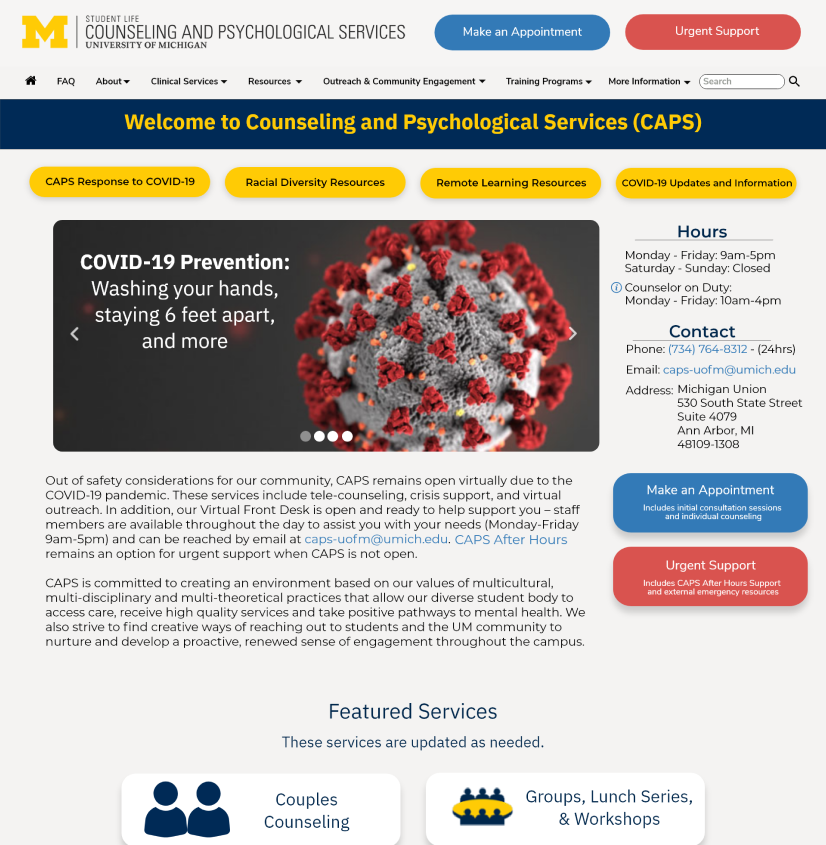 STUDENT LIFE
COUNSELING AND PSYCHOLOGICAL SERVICES
UNIVERSITY OF MICHIGAN
Make an Appointment
Urgent Support
FAQ
About
Clinical Services
Resources
Outreach & Community Engagement
Training Programs
More Information
Search
Welcome to Counseling and Psychological Services (CAPS)
CAPS Response to COVID-19
Racial Diversity Resources
Remote Learning Resources
COVID-19 Updates and Information
COVID-19 Prevention:
Washing your hands,
staying 6 feet apart,
and more
Hours
Monday - Friday: 9am-5pm
Saturday - Sunday: Closed
Counselor on Duty:
Monday - Friday: 10am-4pm
Contact
Phone: (734) 764-8312 - (24hrs)
Email: caps-uofm@umich.edu
Address: Michigan Union
530 South State Street
Suite 4079
Ann Arbor, MI
48109-1308
Make an Appointment
Includes initial consultation sessions
and individual counseling
Urgent Support
Includes CAPS After Hours Support
and external emergency resources
Out of safety considerations for our community, CAPS remains open virtually due to the
COVID-19 pandemic. These services include tele-counseling, crisis support, and virtual
outreach. In addition, our Virtual Front Desk is open and ready to help support you – staff
members are available throughout the day to assist you with your needs (Monday-Friday
9am-5pm) and can be reached by email at caps-uofm@umich.edu. CAPS After Hours
remains an option for urgent support when CAPS is not open.
CAPS is committed to creating an environment based on our values of multicultural,
multi-disciplinary and multi-theoretical practices that allow our diverse student body to
access care, receive high quality services and take positive pathways to mental health. We
also strive to find creative ways of reaching out to students and the UM community to
nurture and develop a proactive, renewed sense of engagement throughout the campus.
Featured Services
These services are updated as needed.
Couples
Counseling
Groups, Lunch Series,
& Workshops